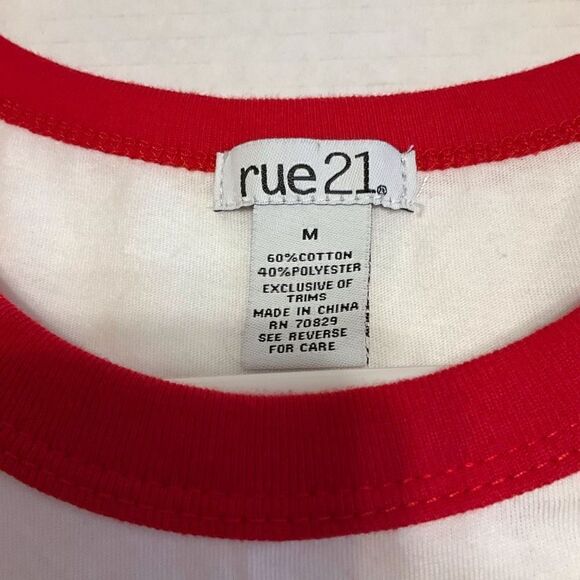 rue21®
M
60%COTTON
40%POLYESTER
EXCLUSIVE OF
TRIMS
MADE IN CHINA
RN 70829
SEE REVERSE
FOR CARE